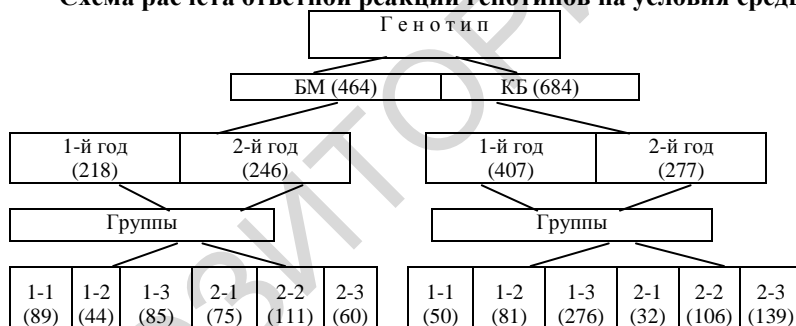 Схема расчета ответной реакции генотипов на условия среды
Г е н о т и п
БМ (464) КБ (684)
1-й год 2-й год 1-й год 2-й год
(218) (246) (407) (277)
Группы Группы
1-1 1-2 1-3 2-1 2-2 2-3 1-1 1-2 1-3 2-1 2-2 2-3
(89) (44) (85) (75) (111) (60) (50) (81) (276) (32) (106) (139)